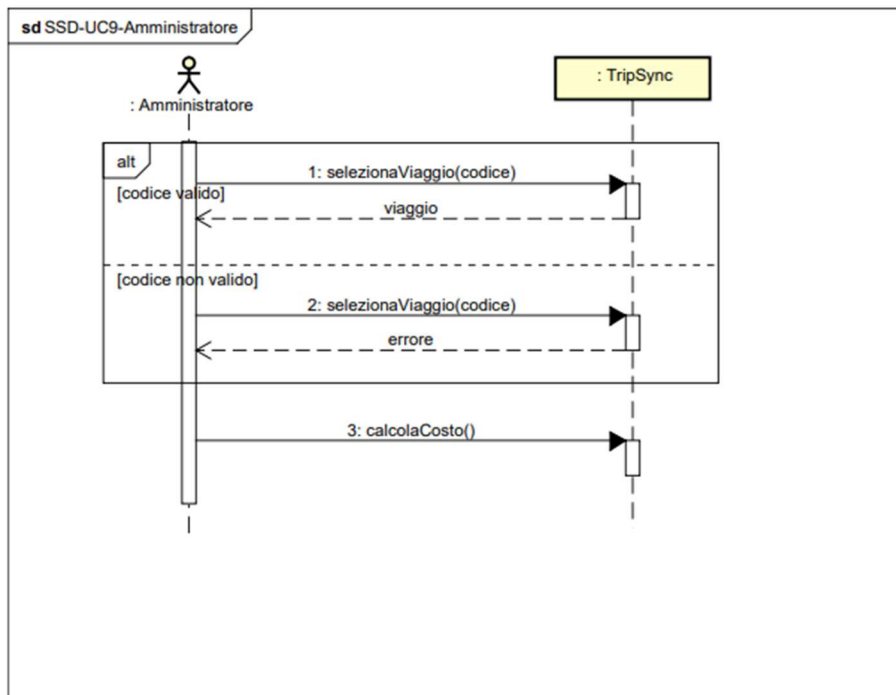 sd SSD-UC9-Amministratore
: Amministratore
: TripSync
alt
1: selezionaViaggio(codice)
[codice valido]
viaggio
[codice non valido]
2: selezionaViaggio(codice)
errore
3: calcolaCosto()